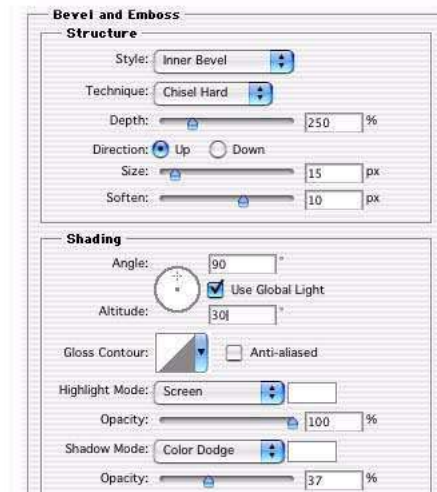 Bevel and Emboss
Structure
Style: Inner Bevel
Technique: Chisel Hard
Depth: 250 %
Direction: Up Down
Size: 15 px
Soften: 10 px
Shading
Angle: 90 °
Use Global Light
Altitude: 30 °
Gloss Contour: Anti-aliased
Highlight Mode: Screen
Opacity: 100 %
Shadow Mode: Color Dodge
Opacity: 37 %